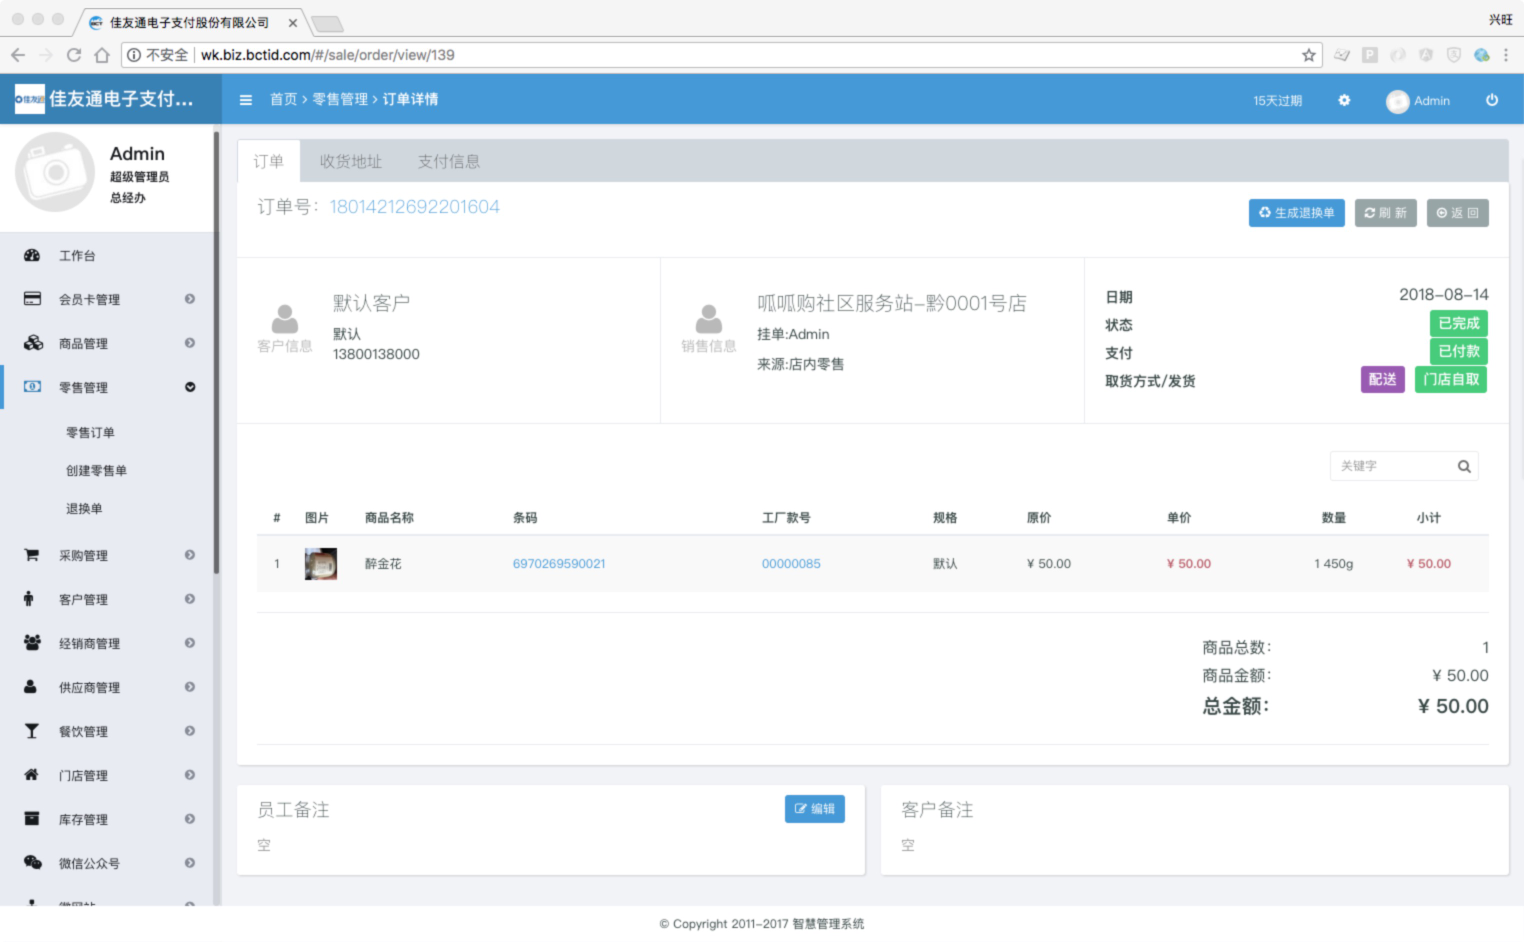 佳友通电子支付股份有限公司
兴旺
不安全 wk.biz.bctid.com/#/sale/order/view/139
佳友通电子支付...
首页 > 零售管理 > 订单详情
15天过期
Admin
Admin
超级管理员
总经办
工作台
会员卡管理
商品管理
零售管理
零售订单
创建零售单
退换单
采购管理
客户管理
经销商管理
供应商管理
餐饮管理
门店管理
库存管理
微信公众号
订单 收货地址 支付信息
订单号: 18014212692201604
生成退换单 刷 新 返 回
默认客户
默认
13800138000
客户信息
呱呱购社区服务站-黔0001号店
挂单:Admin
来源:店内零售
销售信息
日期 2018-08-14
状态 已完成
支付 已付款
取货方式/发货 配送 门店自取
关键字
# 图片 商品名称 条码 工厂款号 规格 原价 单价 数量 小计
1 醉金花 6970269590021 00000085 默认 ¥ 50.00 ¥ 50.00 1 450g ¥ 50.00
商品总数: 1
商品金额: ¥ 50.00
总金额: ¥ 50.00
员工备注 编辑
空
客户备注
空
© Copyright 2011-2017 智慧管理系统